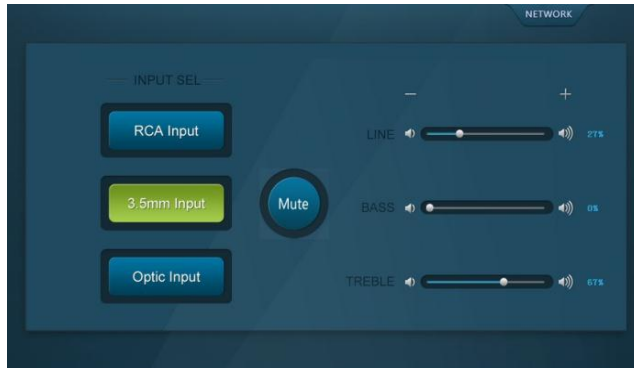 NETWORK
INPUT SEL
− +
RCA Input
LINE 27%
3.5mm Input
Mute
BASS 0%
Optic Input
TREBLE 67%